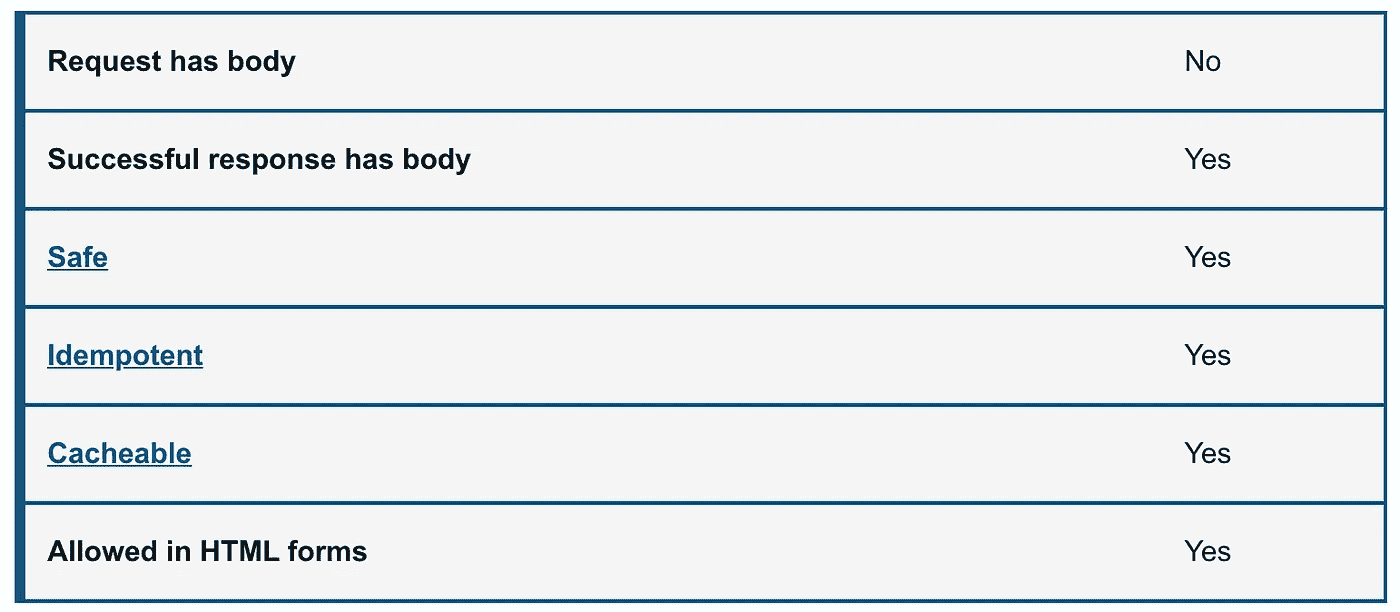 Request has body No
Successful response has body Yes
Safe Yes
Idempotent Yes
Cacheable Yes
Allowed in HTML forms Yes